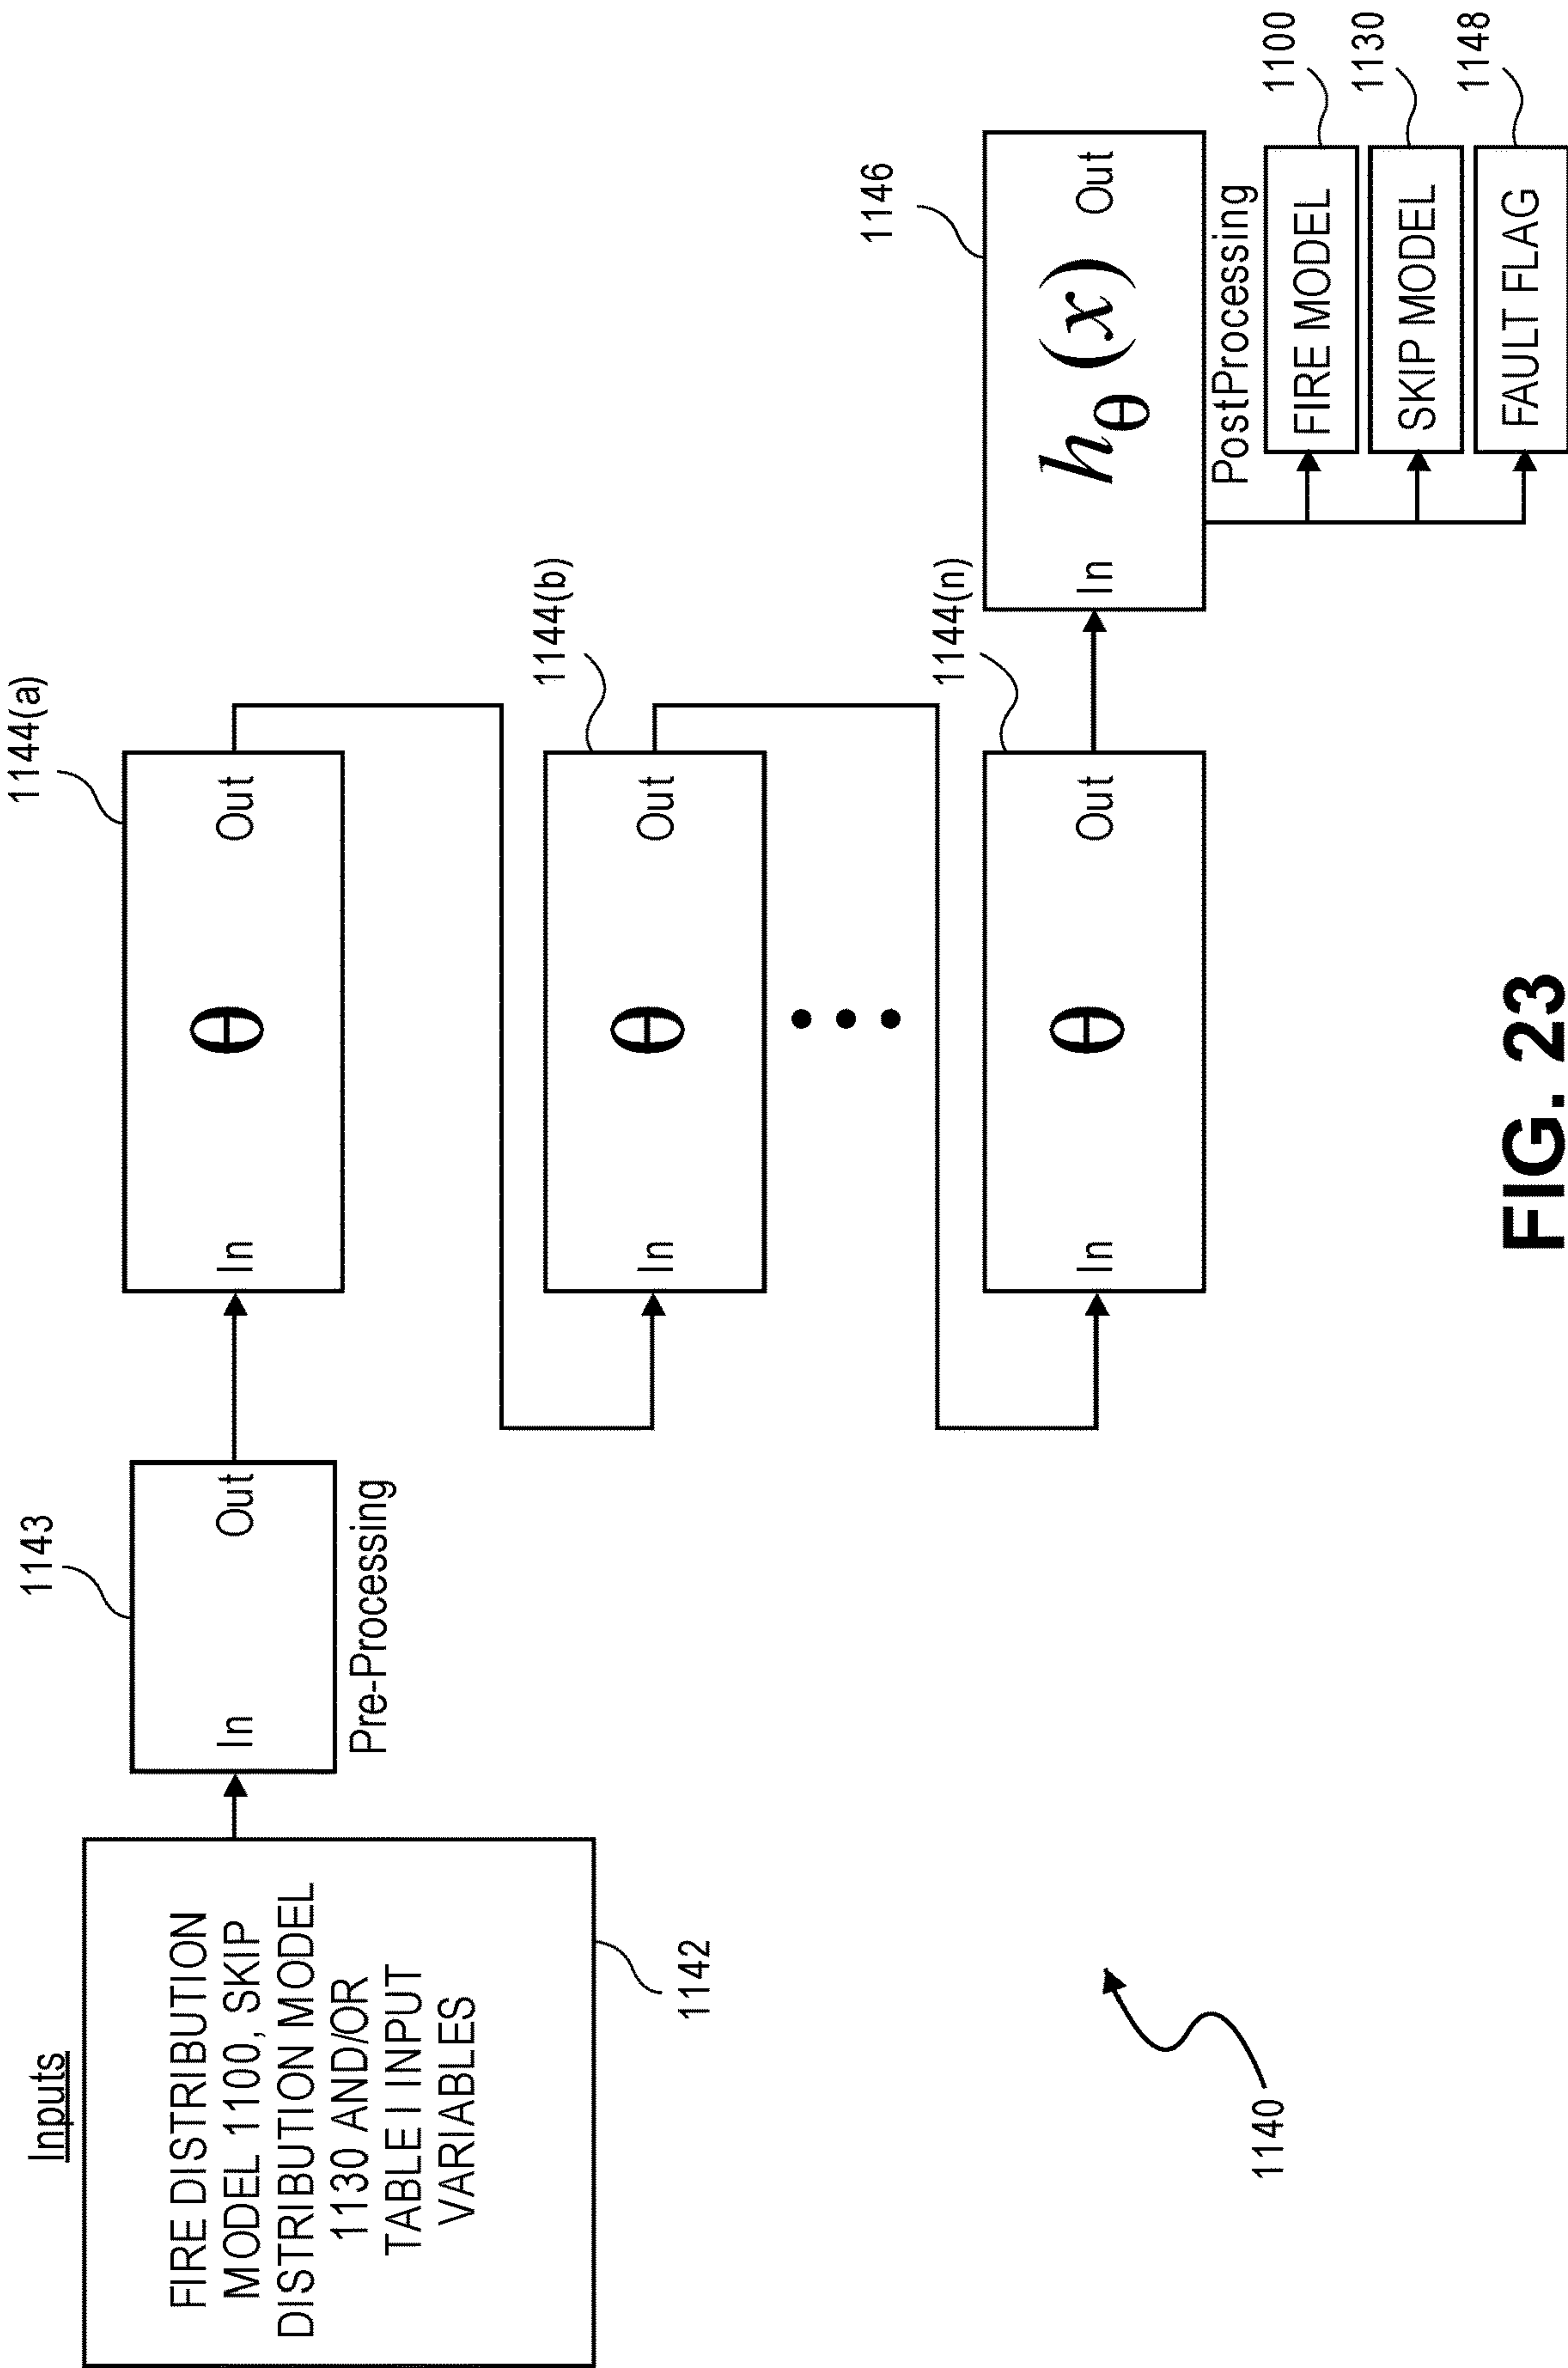 Inputs
FIRE DISTRIBUTION
MODEL 1100, SKIP
DISTRIBUTION MODEL
1130 AND/OR
TABLE I INPUT
VARIABLES
1142
1143
In Out
Pre-Processing
1144(a)
In θ Out
1144(b)
In θ Out
1144(n)
In θ Out
1146
In hθ(x) Out
PostProcessing
FIRE MODEL
1100
SKIP MODEL
1130
FAULT FLAG
1148
1140
FIG. 23